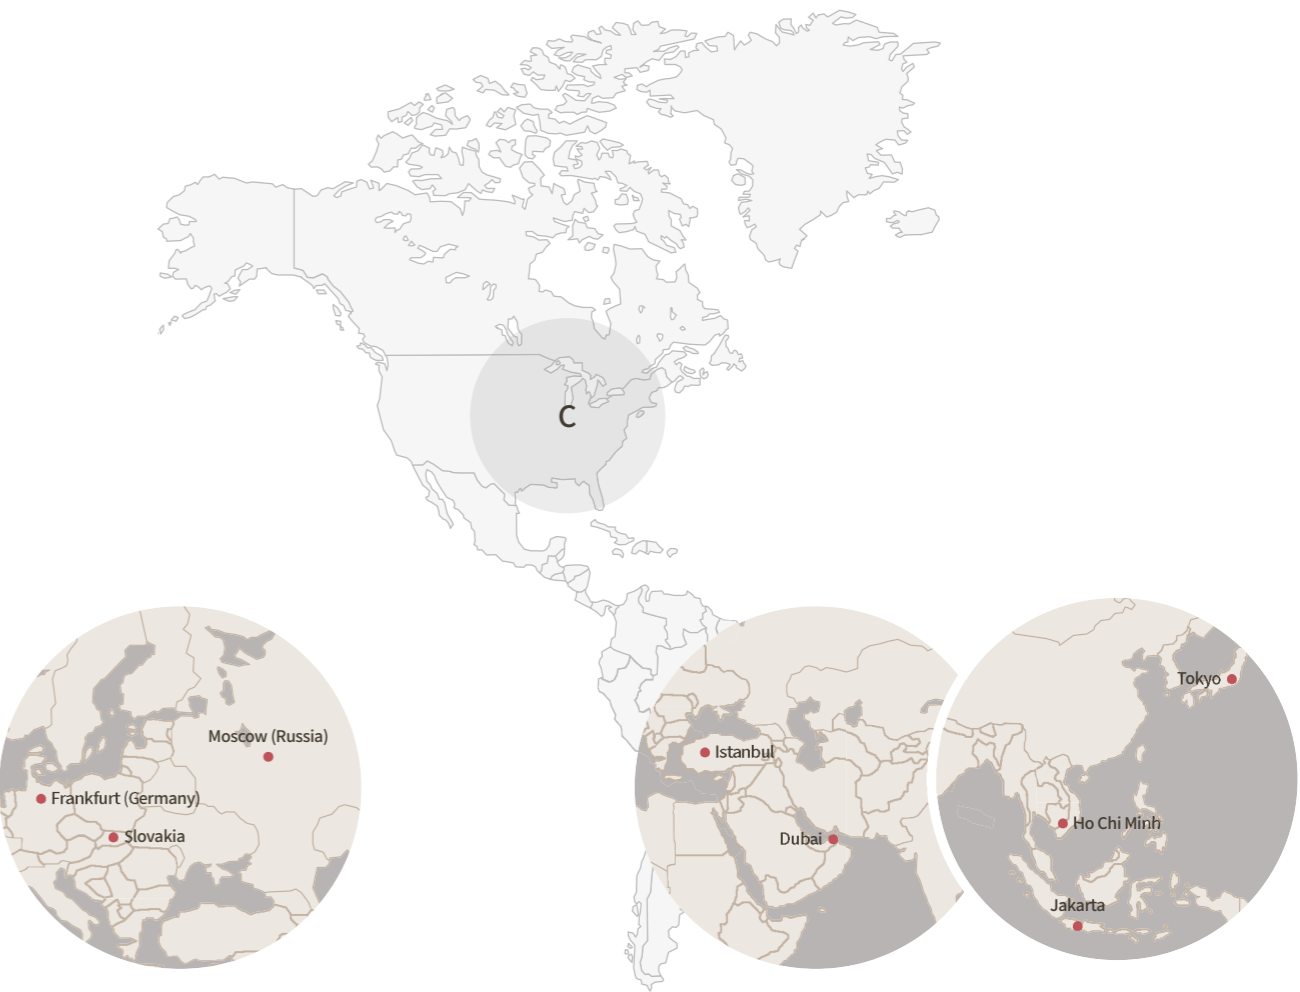 C
Moscow (Russia)
Frankfurt (Germany)
Slovakia
Istanbul
Dubai
Tokyo
Ho Chi Minh
Jakarta